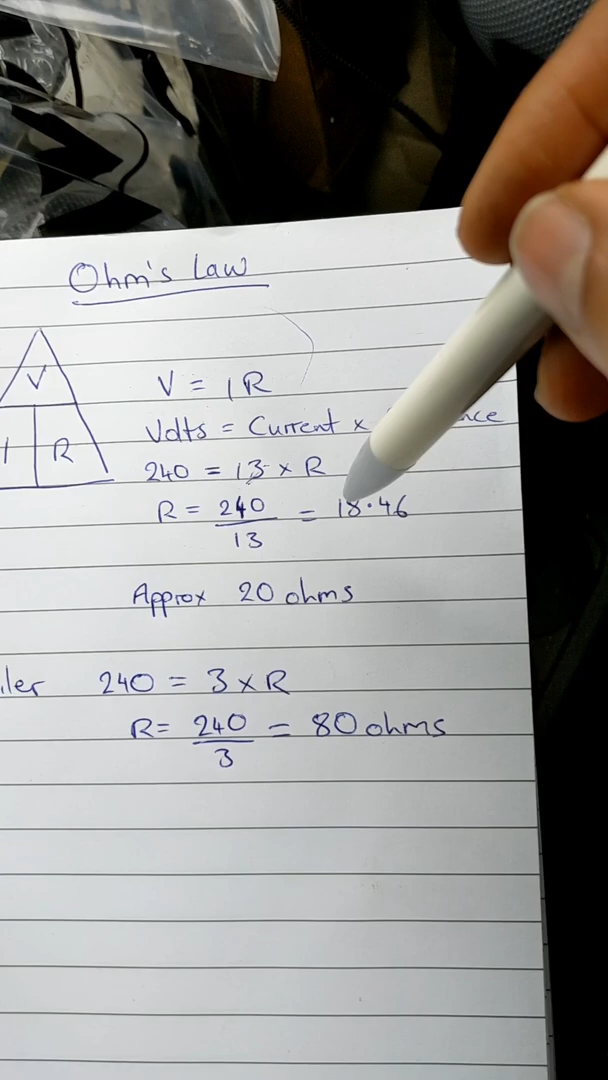 Ohm's Law
V
I R
V = IR
Volts = Current x
240 = 13 x R
R = 240/13 = 18.46
Approx 20 ohms
240 = 3 x R
R = 240/3 = 80 ohms